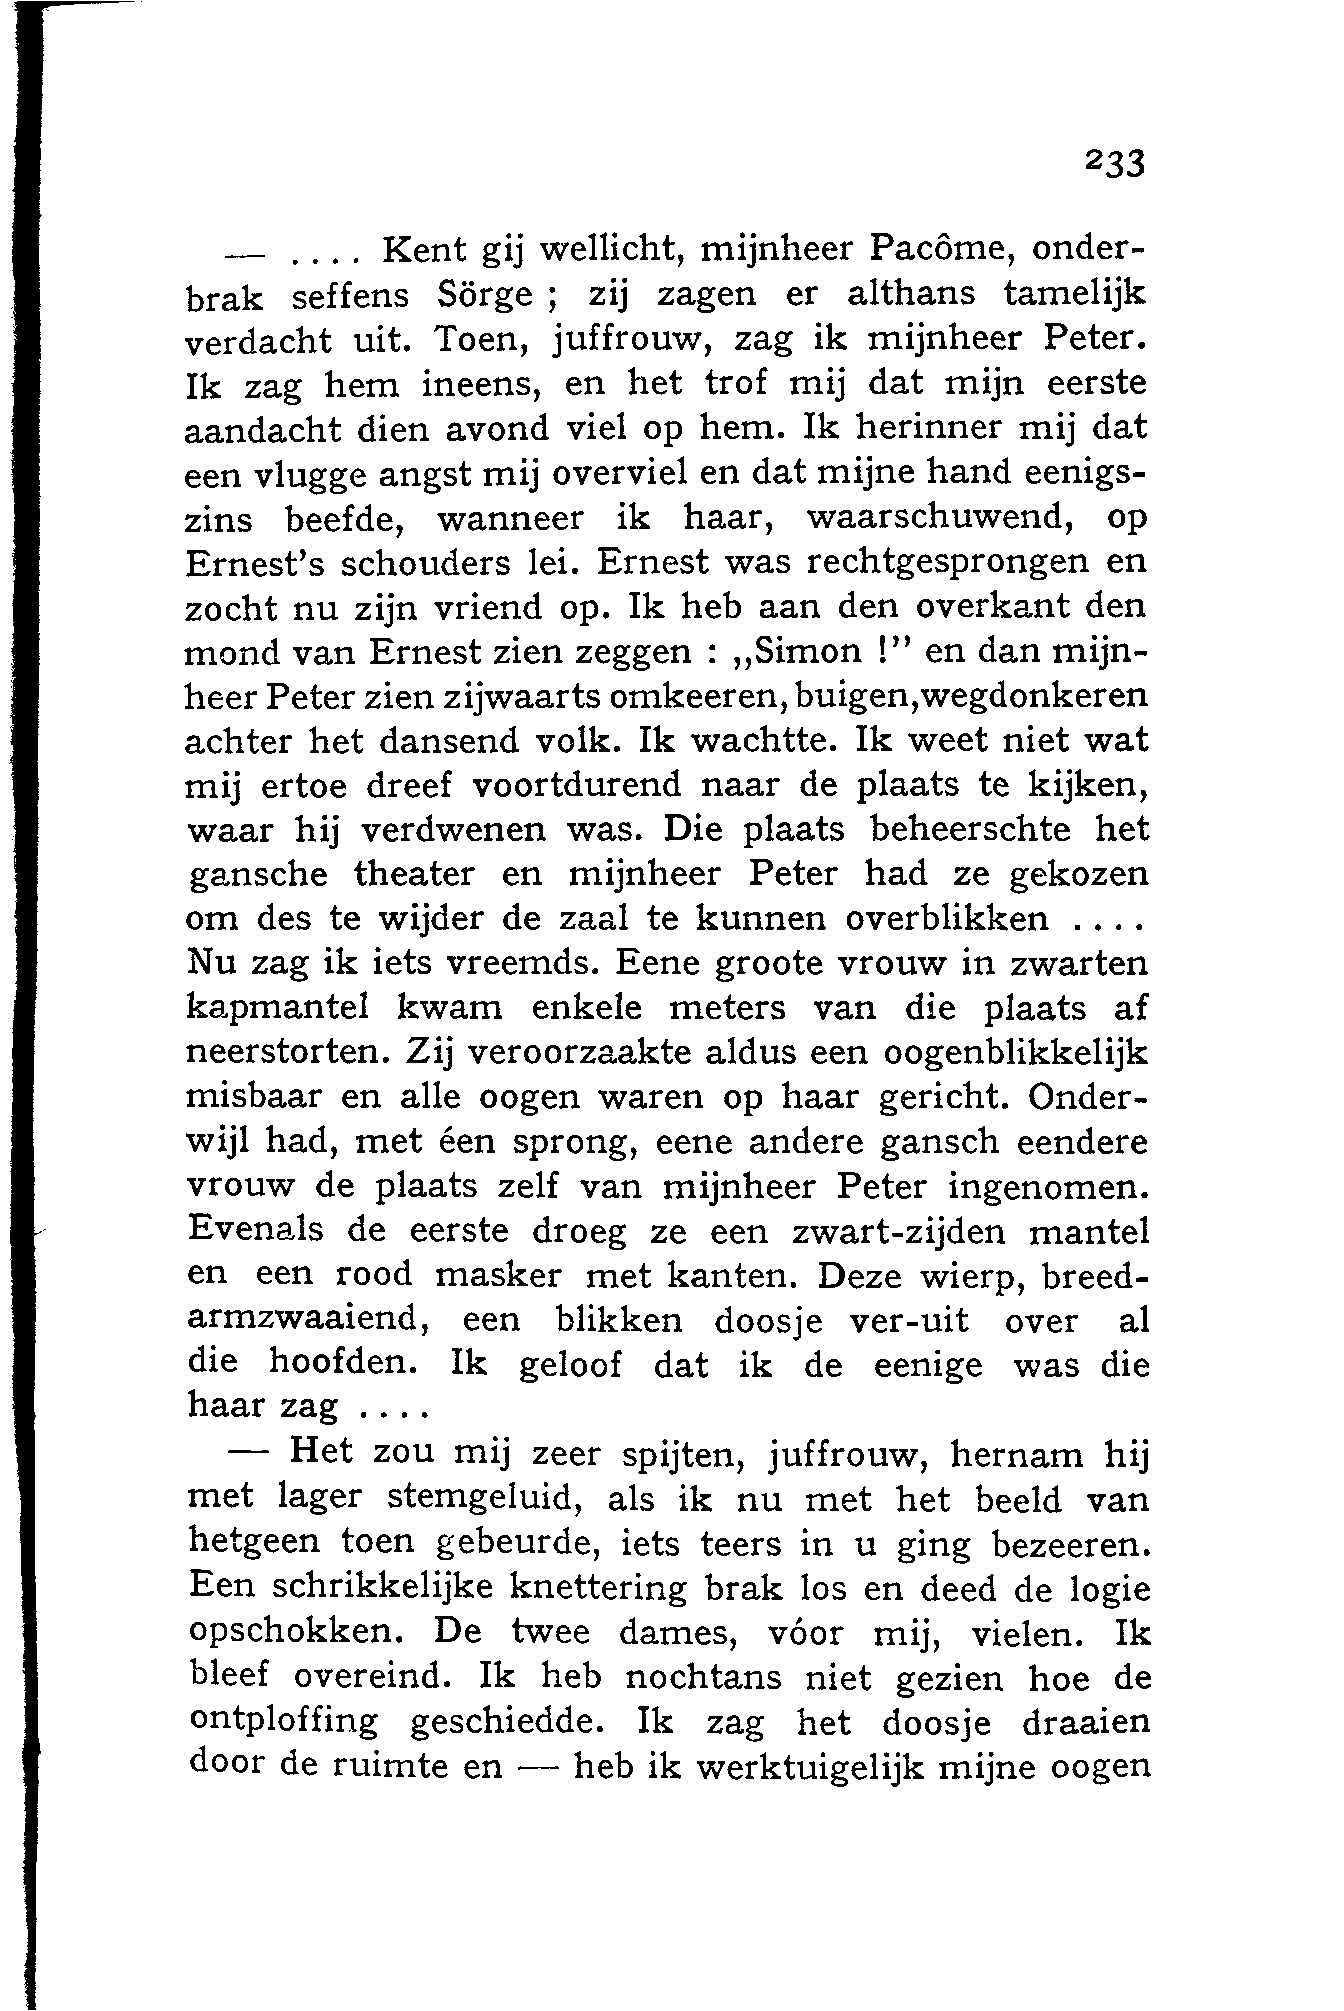 233
— .... Kent gij wellicht, mijnheer Pacôme, onder-
brak seffens Sörge ; zij zagen er althans tamelijk
verdacht uit. Toen, juffrouw, zag ik mijnheer Peter.
Ik zag hem ineens, en het trof mij dat mijn eerste
aandacht dien avond viel op hem. Ik herinner mij dat
een vlugge angst mij overviel en dat mijne hand eenigs-
zins beefde, wanneer ik haar, waarschuwend, op
Ernest's schouders lei. Ernest was rechtgesprongen en
zocht nu zijn vriend op. Ik heb aan den overkant den
mond van Ernest zien zeggen : „Simon !” en dan mijn-
heer Peter zien zijwaarts omkeeren, buigen,wegdonkeren
achter het dansend volk. Ik wachtte. Ik weet niet wat
mij ertoe dreef voortdurend naar de plaats te kijken,
waar hij verdwenen was. Die plaats beheerschte het
gansche theater en mijnheer Peter had ze gekozen
om des te wijder de zaal te kunnen overblikken ....
Nu zag ik iets vreemds. Eene groote vrouw in zwarten
kapmantel kwam enkele meters van die plaats af
neerstorten. Zij veroorzaakte aldus een oogenblikkelijk
misbaar en alle oogen waren op haar gericht. Onder-
wijl had, met éen sprong, eene andere gansch eendere
vrouw de plaats zelf van mijnheer Peter ingenomen.
Evenals de eerste droeg ze een zwart-zijden mantel
en een rood masker met kanten. Deze wierp, breed-
armzwaaiend, een blikken doosje ver-uit over al
die hoofden. Ik geloof dat ik de eenige was die
haar zag ....
— Het zou mij zeer spijten, juffrouw, hernam hij
met lager stemgeluid, als ik nu met het beeld van
hetgeen toen gebeurde, iets teers in u ging bezeeren.
Een schrikkelijke knettering brak los en deed de logie
opschokken. De twee dames, vóor mij, vielen. Ik
bleef overeind. Ik heb nochtans niet gezien hoe de
ontploffing geschiedde. Ik zag het doosje draaien
door de ruimte en — heb ik werktuigelijk mijne oogen